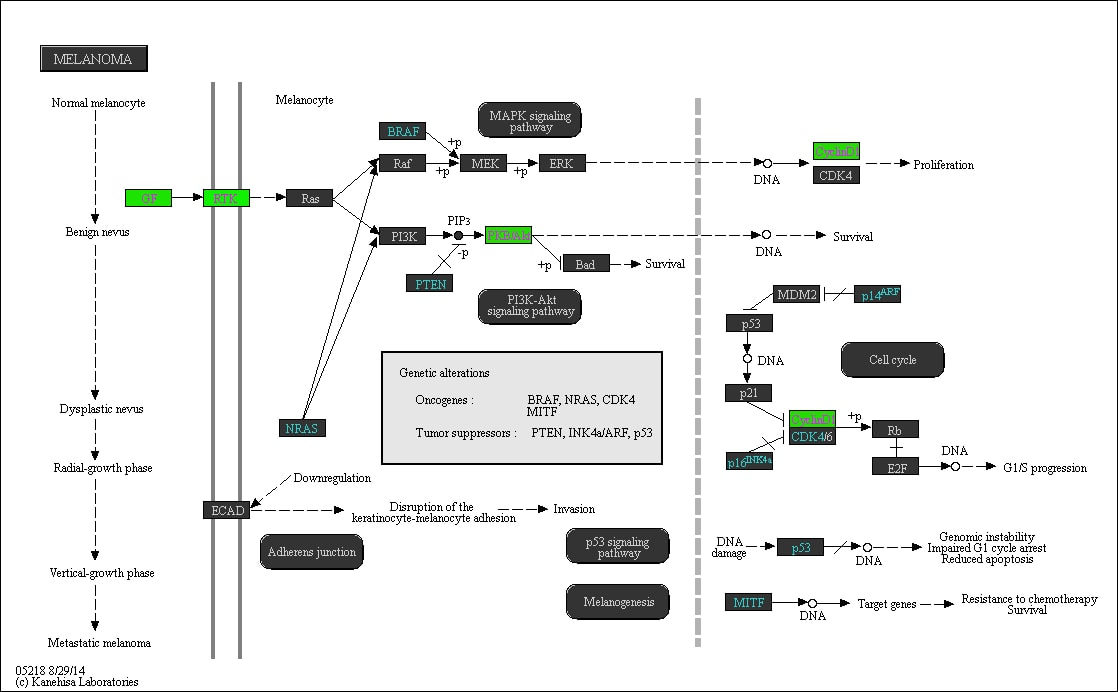 MELANOMA
Normal melanocyte
Benign nevus
Dysplastic nevus
Radial-growth phase
Vertical-growth phase
Metastatic melanoma
05218 8/29/14
(c) Kanehisa Laboratories
Melanocyte
GF
RTK
Ras
BRAF
Raf
+p
+p
MEK
+p
ERK
MAPK signaling
pathway
DNA
CyclinD1
CDK4
Proliferation
PI3K
PIP3
-p
PTEN
PKB/Akt
+p
Bad
Survival
DNA
Survival
PI3K-Akt
signaling pathway
NRAS
Genetic alterations
Oncogenes : BRAF, NRAS, CDK4
MITF
Tumor suppressors : PTEN, INK4a/ARF, p53
MDM2
p14ARF
p53
DNA
p21
Cell cycle
CyclinD1
CDK4/6
p16INK4a
+p
Rb
E2F
DNA
G1/S progression
Downregulation
ECAD
Disruption of the
keratinocyte-melanocyte adhesion
Invasion
Adherens junction
p53 signaling
pathway
Melanogenesis
DNA
damage
p53
DNA
Genomic instability
Impaired G1 cycle arrest
Reduced apoptosis
MITF
DNA
Target genes
Resistance to chemotherapy
Survival